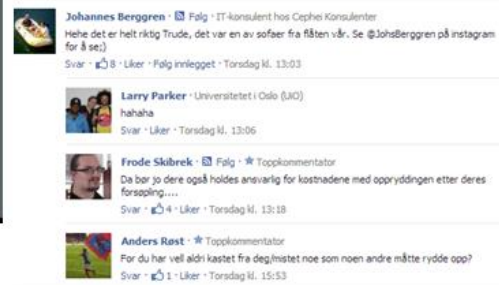 Johannes Berggren · Følg · IT-konsulent hos Cephei Konsulenter
Hehe det er helt riktig Trude, det var en av sofaer fra flåten vår. Se @JohsBerggren på instagram
for å se;)
Svar · 8 · Liker · Følg innlegget · Torsdag kl. 13:03
Larry Parker · Universitetet i Oslo (UiO)
hahaha
Svar · Liker · Torsdag kl. 13:06
Frode Skibrek · Følg · Toppkommentator
Da bør jo dere også holdes ansvarlig for kostnadene med oppryddingen etter deres
forsøpling....
Svar · 4 · Liker · Torsdag kl. 13:18
Anders Røst · Toppkommentator
For du har vell aldri kastet fra deg/mistet noe som noen andre måtte rydde opp?
Svar · 1 · Liker · Torsdag kl. 15:53